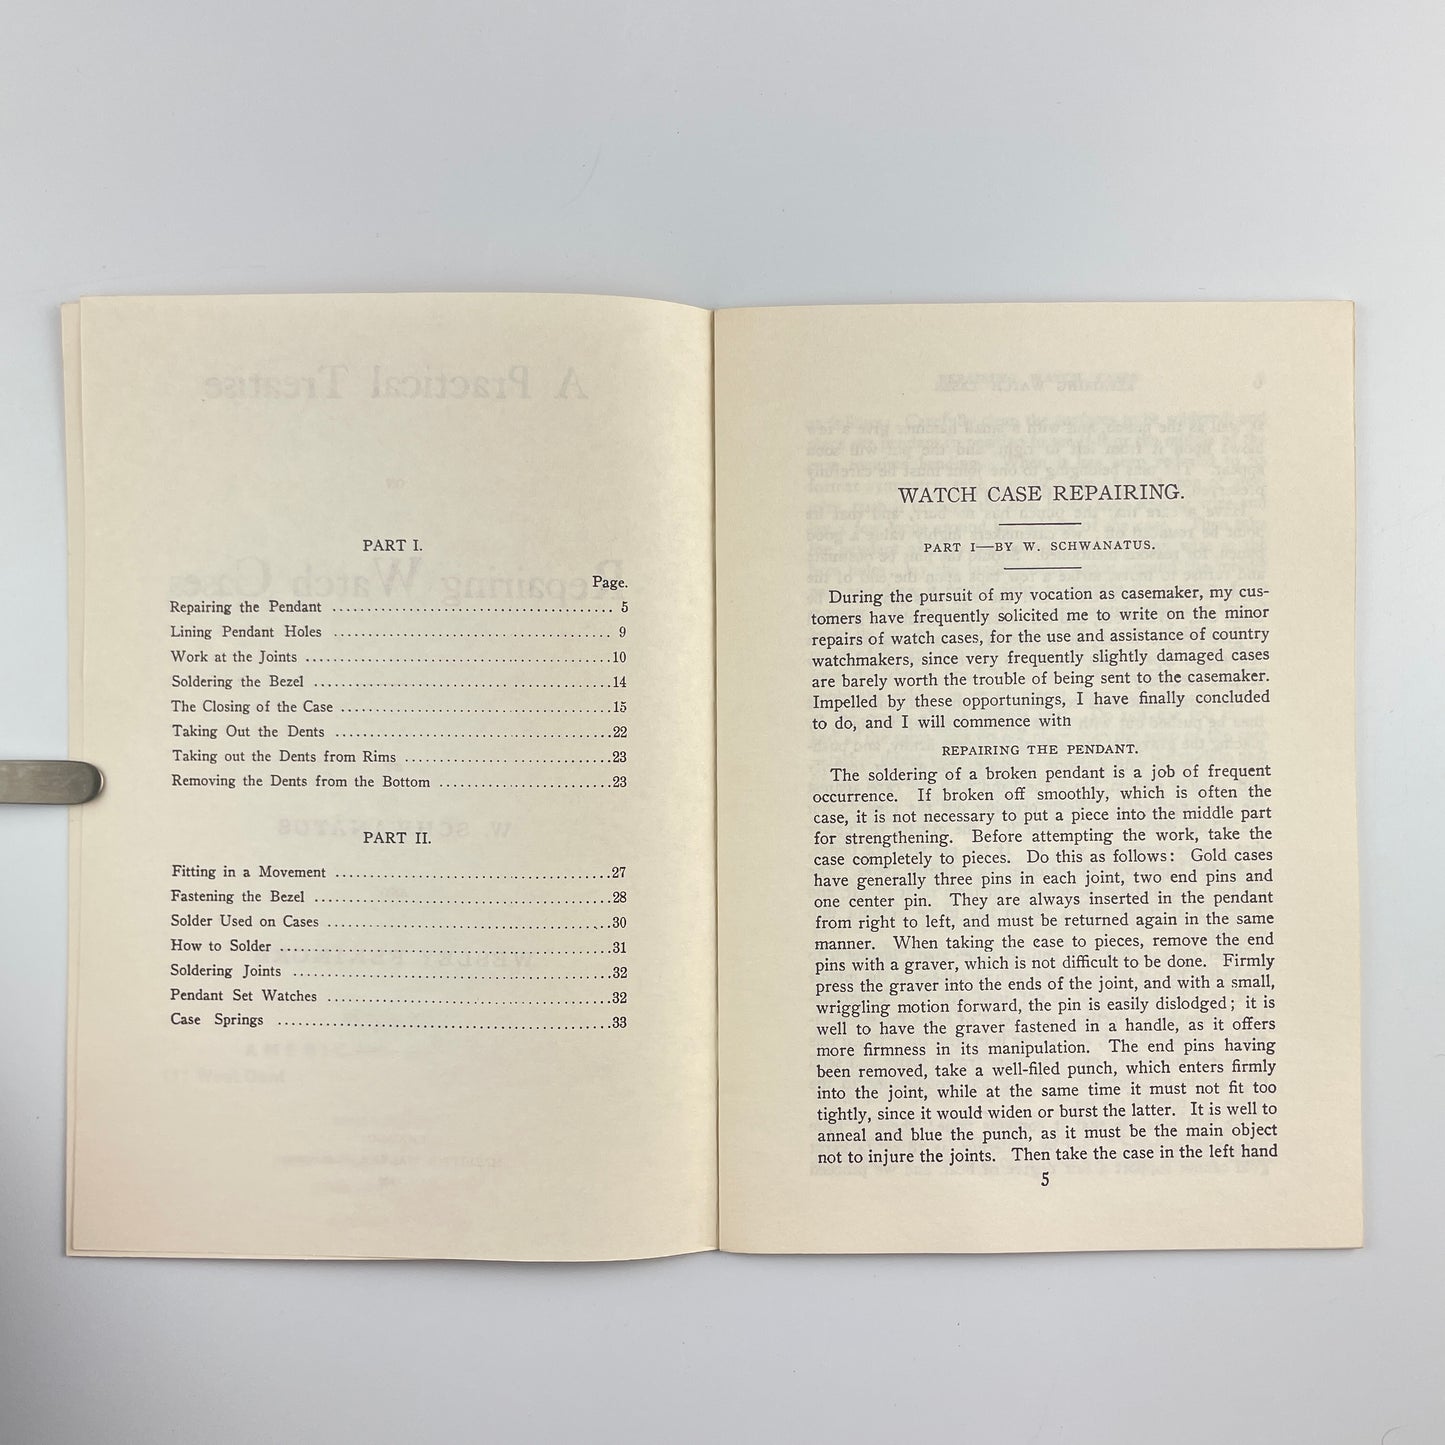 PART I.
Page.
Repairing the Pendant ........................................ 5
Lining Pendant Holes ........................................ 9
Work at the Joints ............................................10
Soldering the Bezel ...........................................14
The Closing of the Case .......................................15
Taking Out the Dents ........................................22
Taking out the Dents from Rims ...............................23
Removing the Dents from the Bottom .........................23
PART II.
Fitting in a Movement ........................................27
Fastening the Bezel ...........................................28
Solder Used on Cases .........................................30
How to Solder ................................................31
Soldering Joints ..............................................32
Pendant Set Watches .........................................32
Case Springs .................................................33
WATCH CASE REPAIRING.
PART I—BY W. SCHWANATUS.
During the pursuit of my vocation as casemaker, my cus-
tomers have frequently solicited me to write on the minor
repairs of watch cases, for the use and assistance of country
watchmakers, since very frequently slightly damaged cases
are barely worth the trouble of being sent to the casemaker.
Impelled by these opportunings, I have finally concluded
to do, and I will commence with
REPAIRING THE PENDANT.
The soldering of a broken pendant is a job of frequent
occurrence. If broken off smoothly, which is often the
case, it is not necessary to put a piece into the middle part
for strengthening. Before attempting the work, take the
case completely to pieces. Do this as follows: Gold cases
have generally three pins in each joint, two end pins and
one center pin. They are always inserted in the pendant
from right to left, and must be returned again in the same
manner. When taking the case to pieces, remove the end
pins with a graver, which is not difficult to be done. Firmly
press the graver into the ends of the joint, and with a small,
wriggling motion forward, the pin is easily dislodged; it is
well to have the graver fastened in a handle, as it offers
more firmness in its manipulation. The end pins having
been removed, take a well-filed punch, which enters firmly
into the joint, while at the same time it must not fit too
tightly, since it would widen or burst the latter. It is well to
anneal and blue the punch, as it must be the main object
not to injure the joints. Then take the case in the left hand
5